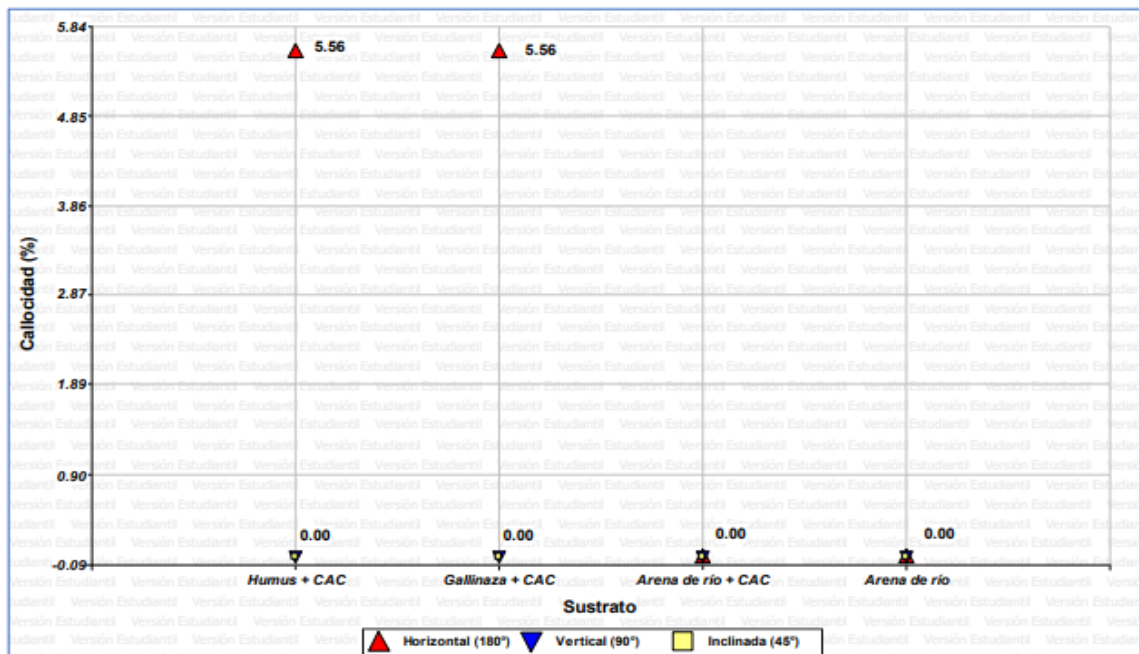 5.84
5.56
5.56
4.85
3.86
2.87
1.89
0.90
-0.09
Callocidad (%)
0.00
0.00
0.00
0.00
Humus + CAC
Gallinaza + CAC
Arena de río + CAC
Arena de río
Sustrato
Horizontal (180°)
Vertical (90°)
Inclinada (45°)
Versión Estudiantil